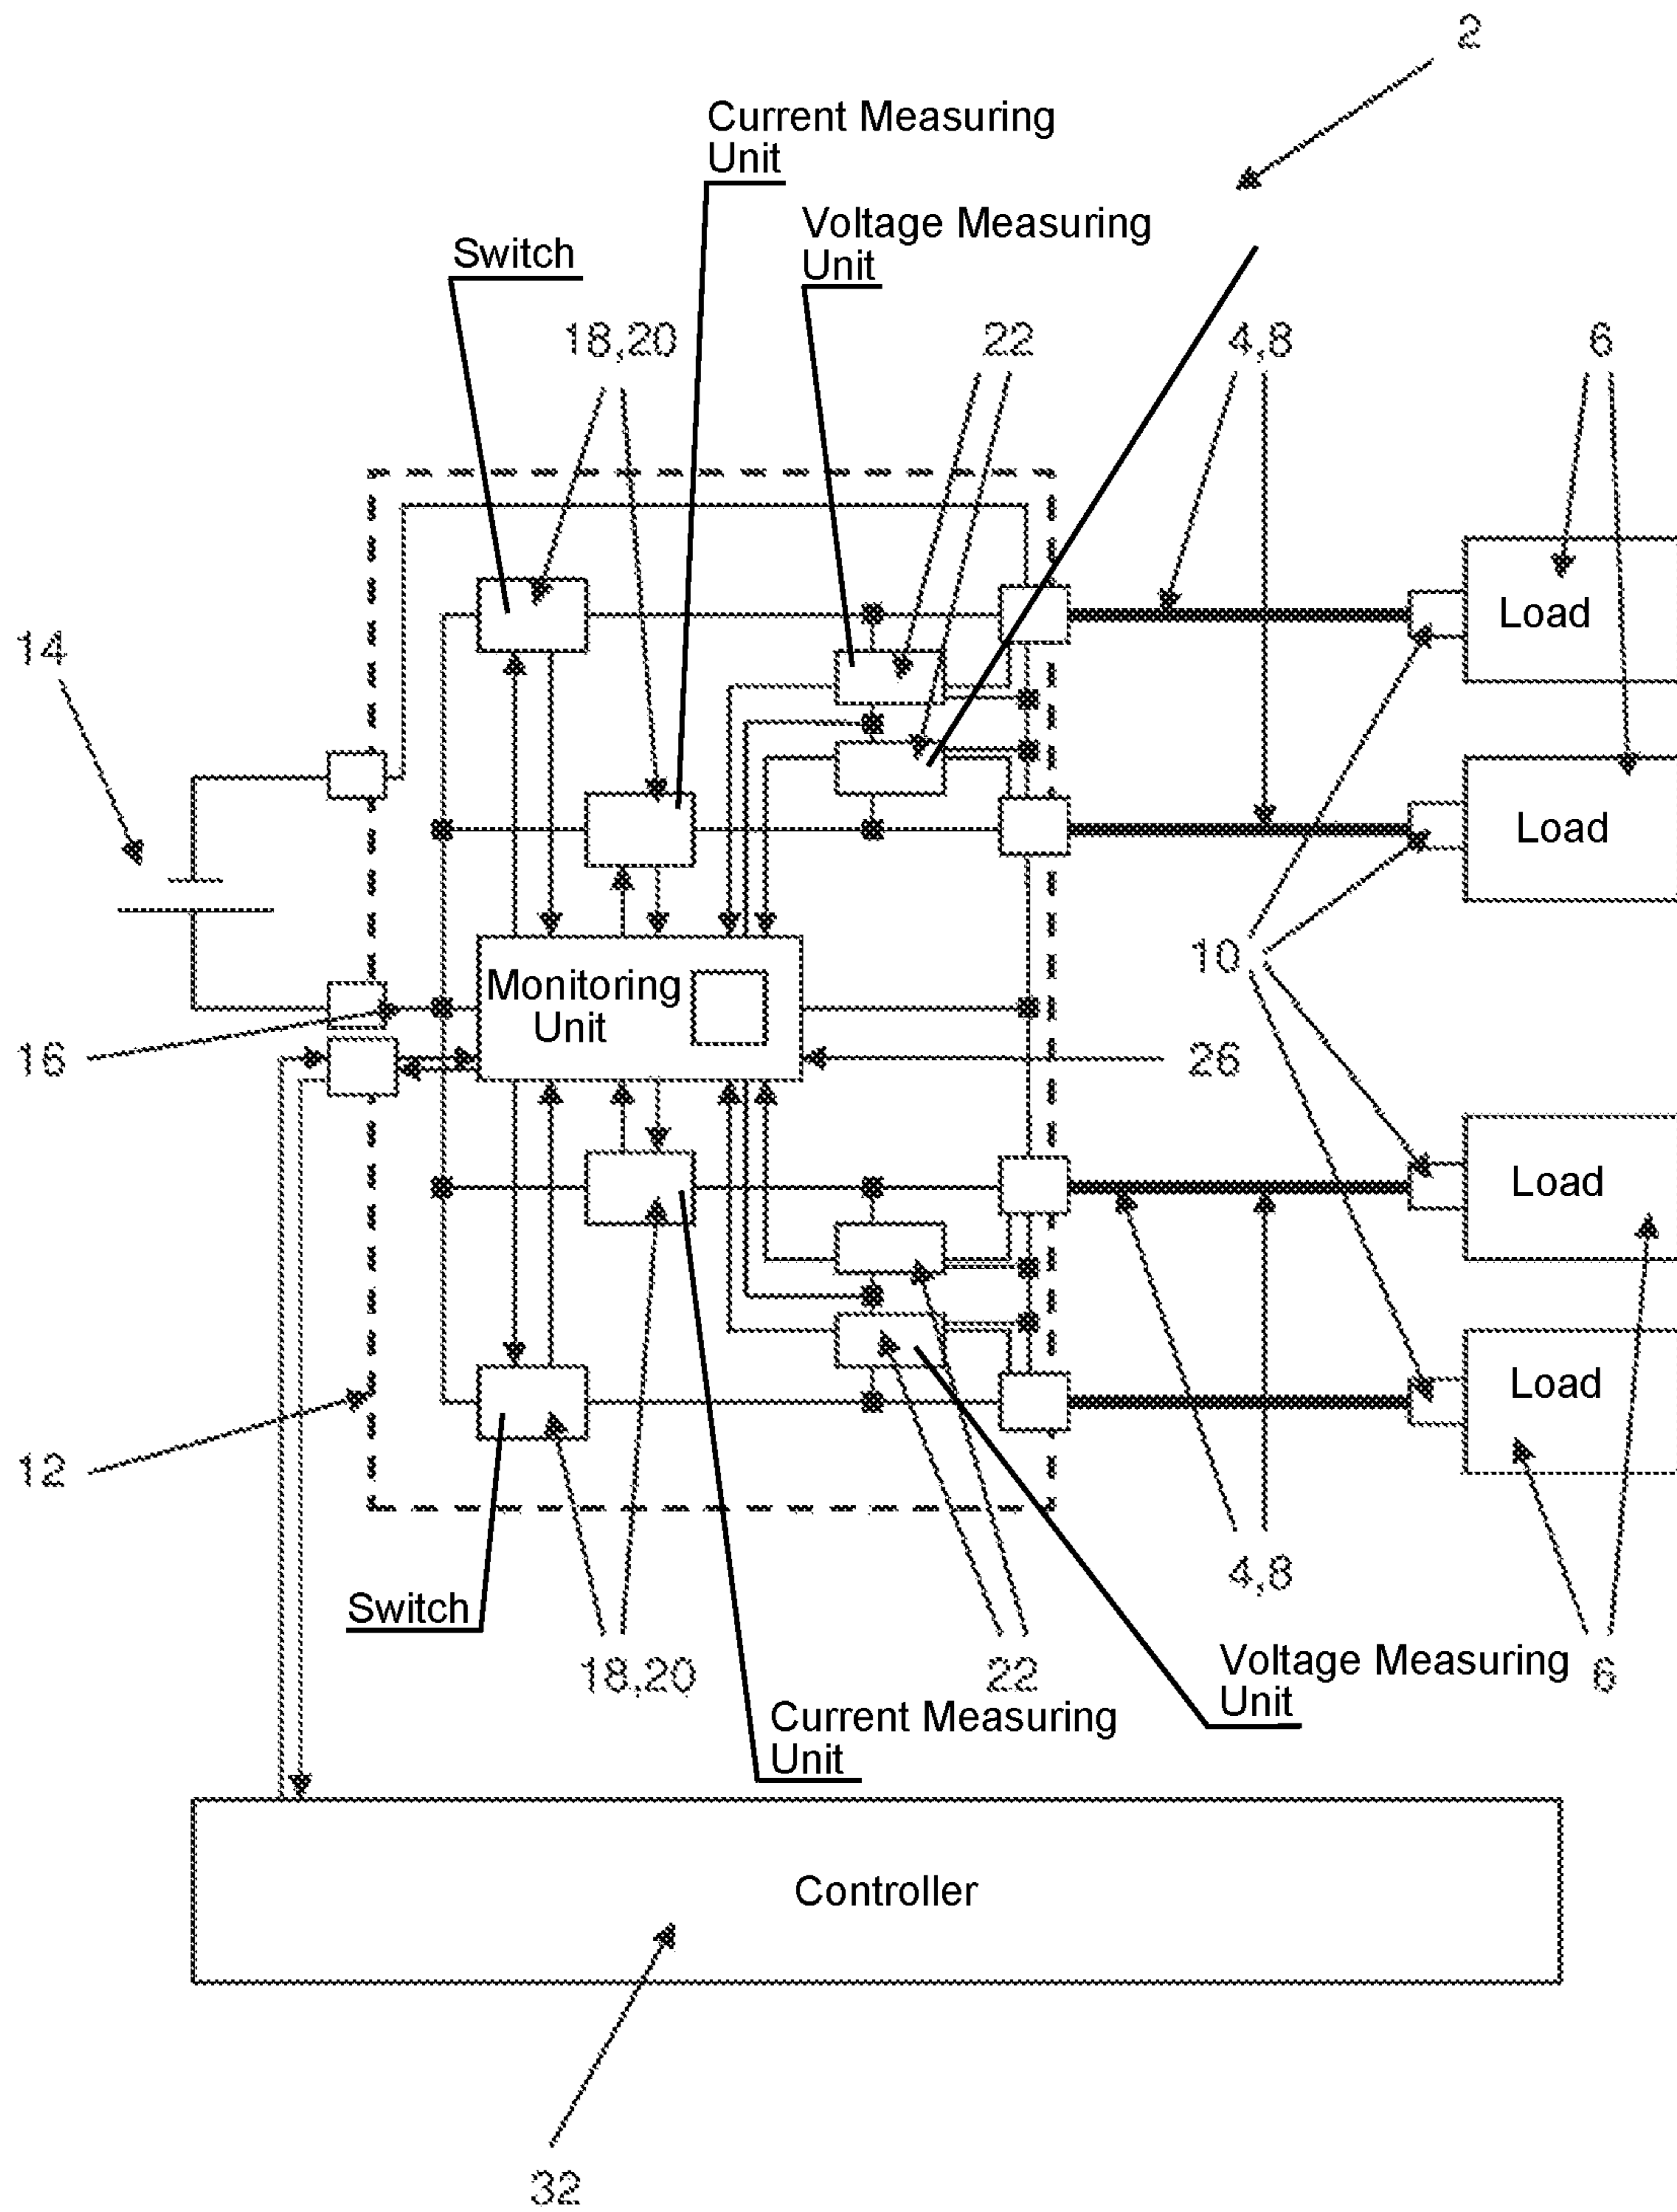 2
Current Measuring
Unit
Voltage Measuring
Unit
Switch
18,20
22
4,8
6
Load
14
Load
10
Monitoring
Unit
16
26
Load
Load
12
4,8
Switch
18,20
22
Voltage Measuring
Unit
6
Current Measuring
Unit
Controller
32